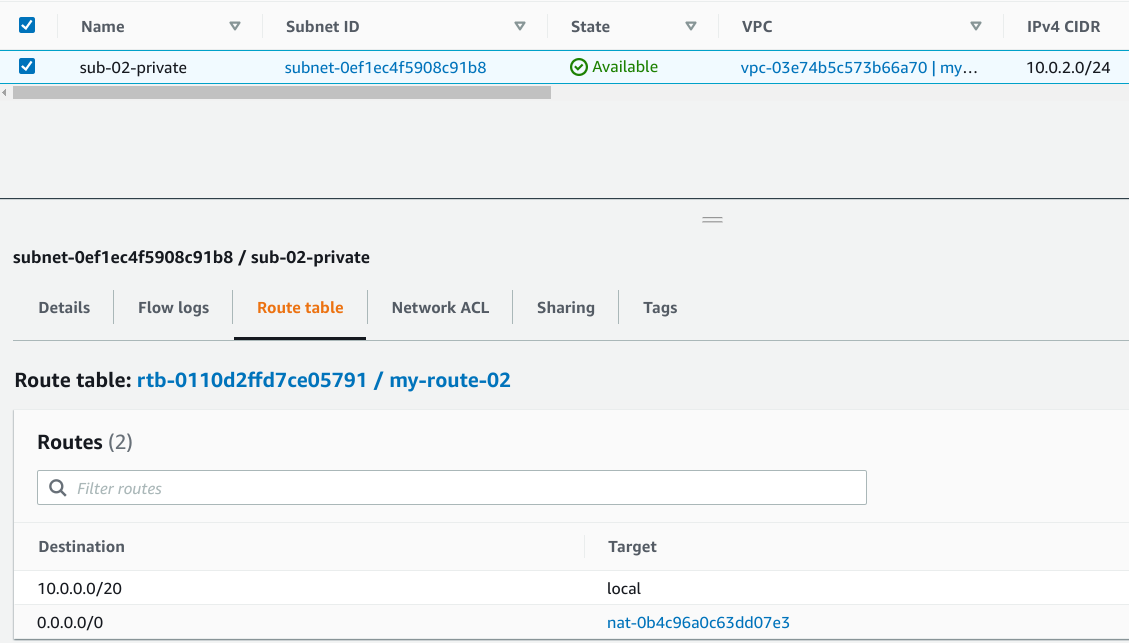 Name Subnet ID State VPC IPv4 CIDR
sub-02-private subnet-0ef1ec4f5908c91b8 Available vpc-03e74b5c573b66a70 | my... 10.0.2.0/24
subnet-0ef1ec4f5908c91b8 / sub-02-private
Details Flow logs Route table Network ACL Sharing Tags
Route table: rtb-0110d2ffd7ce05791 / my-route-02
Routes (2)
Filter routes
Destination Target
10.0.0.0/20 local
0.0.0.0/0 nat-0b4c96a0c63dd07e3